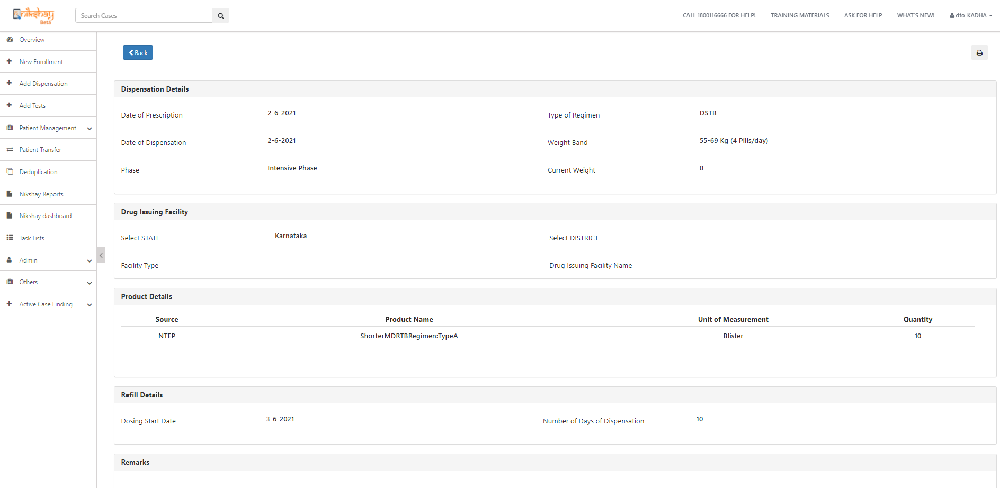 nikshay
Beta
Search Cases
CALL 1800116666 FOR HELP!
TRAINING MATERIALS
ASK FOR HELP
WHAT'S NEW!
dto-KADHA
Overview
New Enrollment
Add Dispensation
Add Tests
Patient Management
Patient Transfer
Deduplication
Nikshay Reports
Nikshay dashboard
Task Lists
Admin
Others
Active Case Finding
Back
Dispensation Details
Date of Prescription 2-6-2021 Type of Regimen DSTB
Date of Dispensation 2-6-2021 Weight Band 55-69 Kg (4 Pills/day)
Phase Intensive Phase Current Weight 0
Drug Issuing Facility
Select STATE Karnataka Select DISTRICT
Facility Type Drug Issuing Facility Name
Product Details
Source Product Name Unit of Measurement Quantity
NTEP ShorterMDRTBRegimen:TypeA Blister 10
Refill Details
Dosing Start Date 3-6-2021 Number of Days of Dispensation 10
Remarks